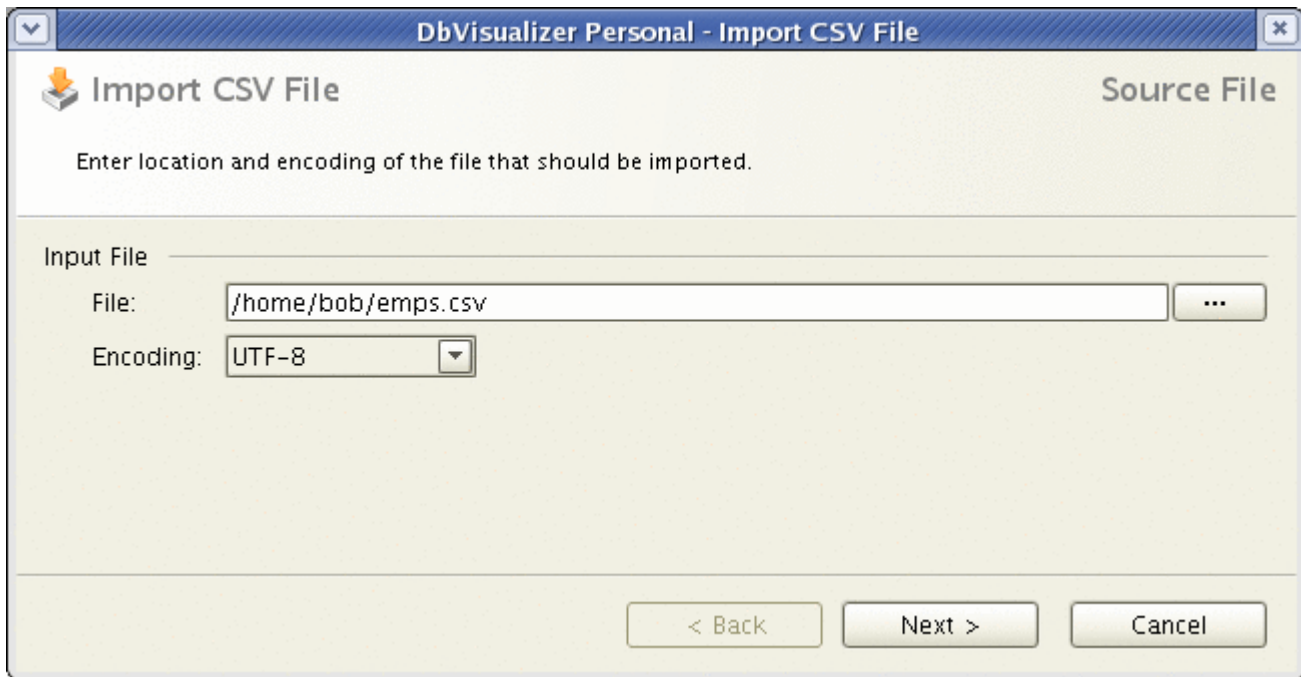 DbVisualizer Personal - Import CSV File
Import CSV File Source File
Enter location and encoding of the file that should be imported.
Input File
File: /home/bob/emps.csv ...
Encoding: UTF-8
< Back Next > Cancel